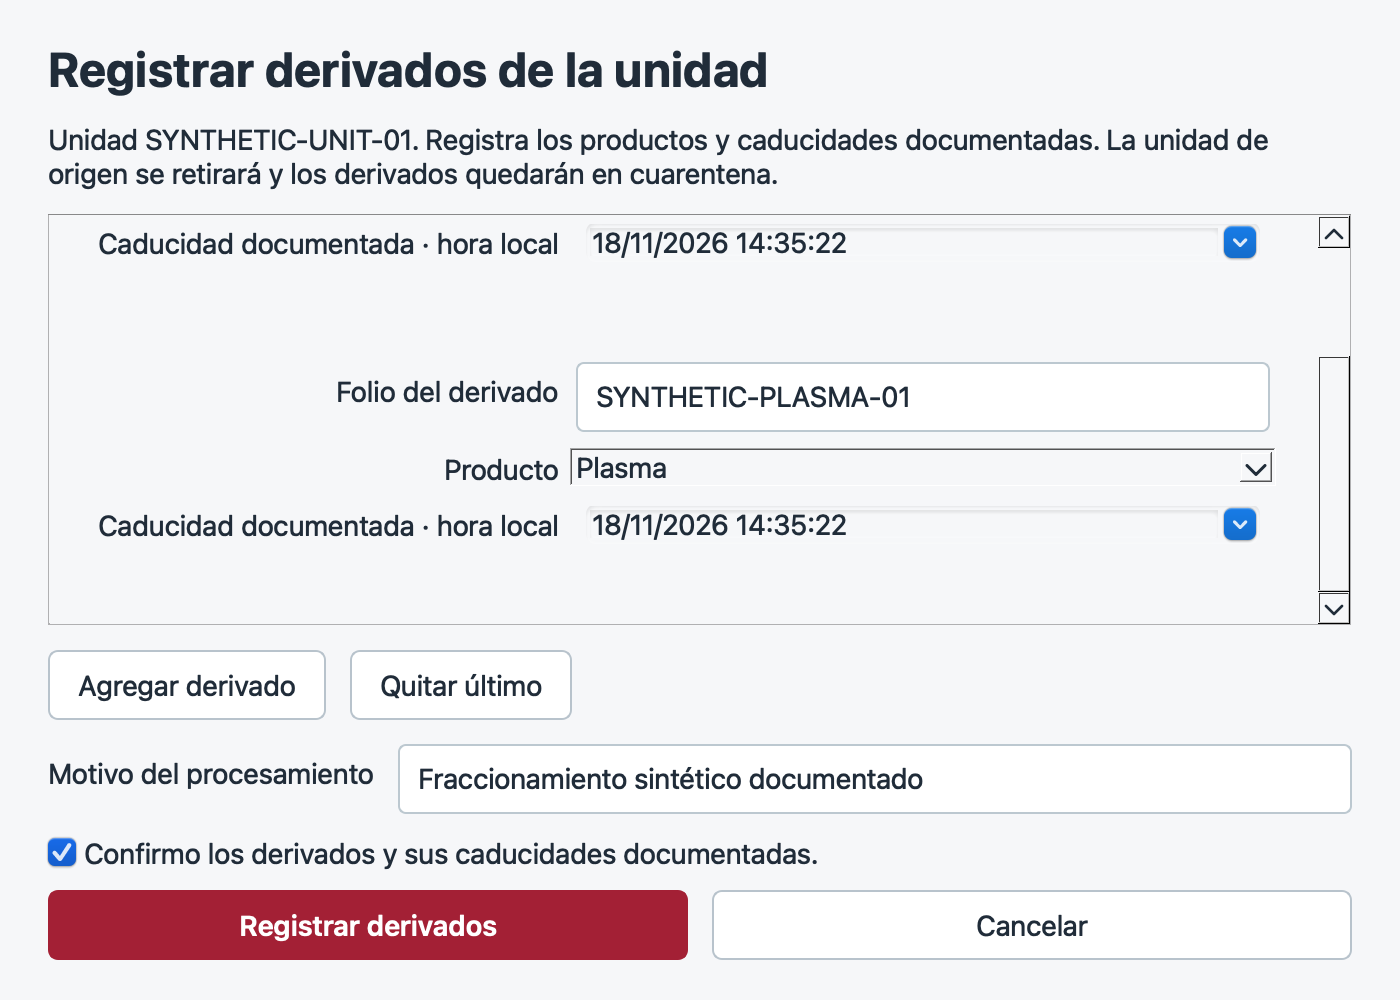 Registrar derivados de la unidad
Unidad SYNTHETIC-UNIT-01. Registra los productos y caducidades documentadas. La unidad de
origen se retirará y los derivados quedarán en cuarentena.
Caducidad documentada · hora local 18/11/2026 14:35:22
Folio del derivado SYNTHETIC-PLASMA-01
Producto Plasma
Caducidad documentada · hora local 18/11/2026 14:35:22
Agregar derivado Quitar último
Motivo del procesamiento Fraccionamiento sintético documentado
Confirmo los derivados y sus caducidades documentadas.
Registrar derivados Cancelar